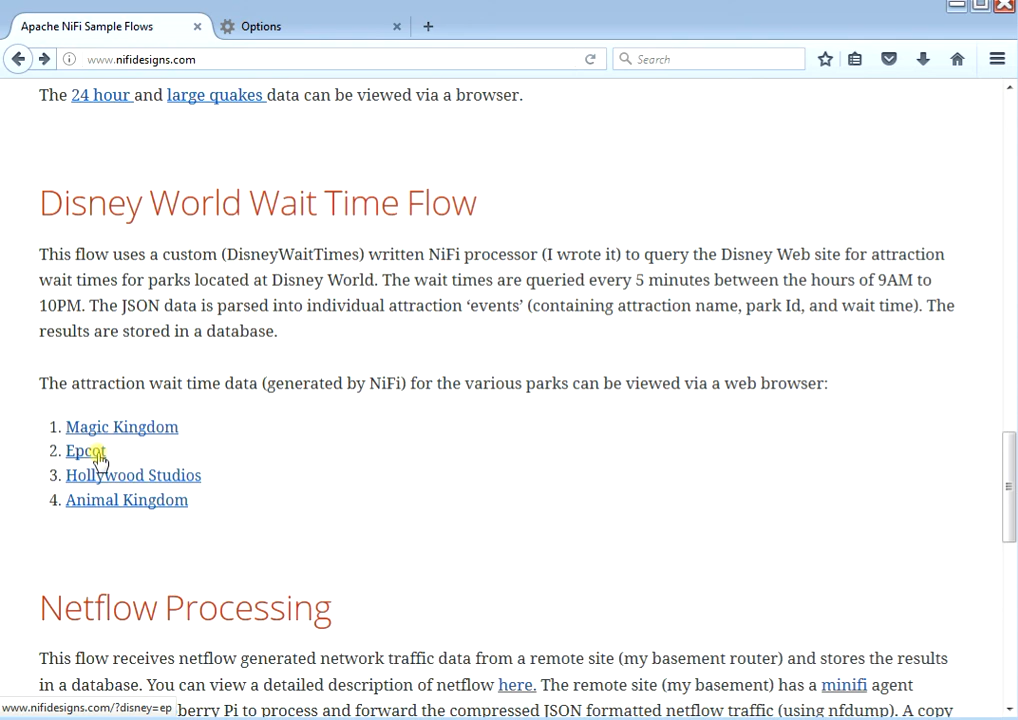 Apache NiFi Sample Flows
Options
www.nifidesigns.com
Search
The 24 hour and large quakes data can be viewed via a browser.
Disney World Wait Time Flow
This flow uses a custom (DisneyWaitTimes) written NiFi processor (I wrote it) to query the Disney Web site for attraction
wait times for parks located at Disney World. The wait times are queried every 5 minutes between the hours of 9AM to
10PM. The JSON data is parsed into individual attraction ‘events’ (containing attraction name, park Id, and wait time). The
results are stored in a database.
The attraction wait time data (generated by NiFi) for the various parks can be viewed via a web browser:
1. Magic Kingdom
2. Epcot
3. Hollywood Studios
4. Animal Kingdom
Netflow Processing
This flow receives netflow generated network traffic data from a remote site (my basement router) and stores the results
in a database. You can view a detailed description of netflow here. The remote site (my basement) has a minifi agent
www.nifidesigns.com/?disney=ep
berry Pi to process and forward the compressed JSON formatted netflow traffic (using nfdump). A copy